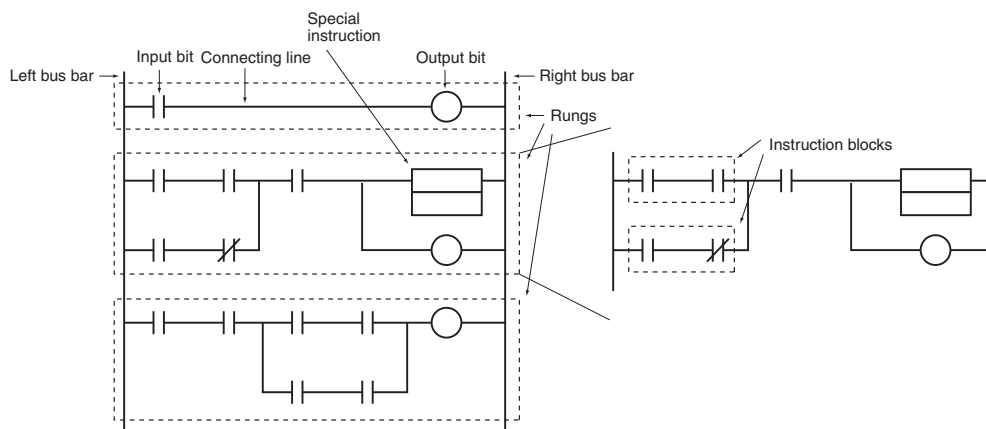 Special
instruction
Input bit
Connecting line
Output bit
Left bus bar
Right bus bar
Rungs
Instruction blocks